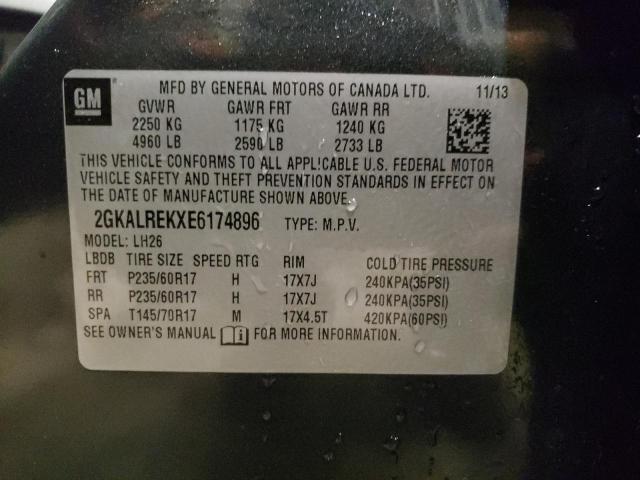 GM
MFD BY GENERAL MOTORS OF CANADA LTD. 11/13
GVWR GAWR FRT GAWR RR
2250 KG 1175 KG 1240 KG
4960 LB 2590 LB 2733 LB
THIS VEHICLE CONFORMS TO ALL APPLICABLE U.S. FEDERAL MOTOR
VEHICLE SAFETY AND THEFT PREVENTION STANDARDS IN EFFECT ON
THE DATE OF MANUFACTURE SHOWN ABOVE.
2GKALREKXE6174896 TYPE: M.P.V.
MODEL: LH26
LBDB TIRE SIZE SPEED RTG RIM COLD TIRE PRESSURE
FRT P235/60R17 H 17X7J 240KPA(35PSI)
RR P235/60R17 H 17X7J 240KPA(35PSI)
SPA T145/70R17 M 17X4.5T 420KPA(60PSI)
SEE OWNER'S MANUAL FOR MORE INFORMATION.